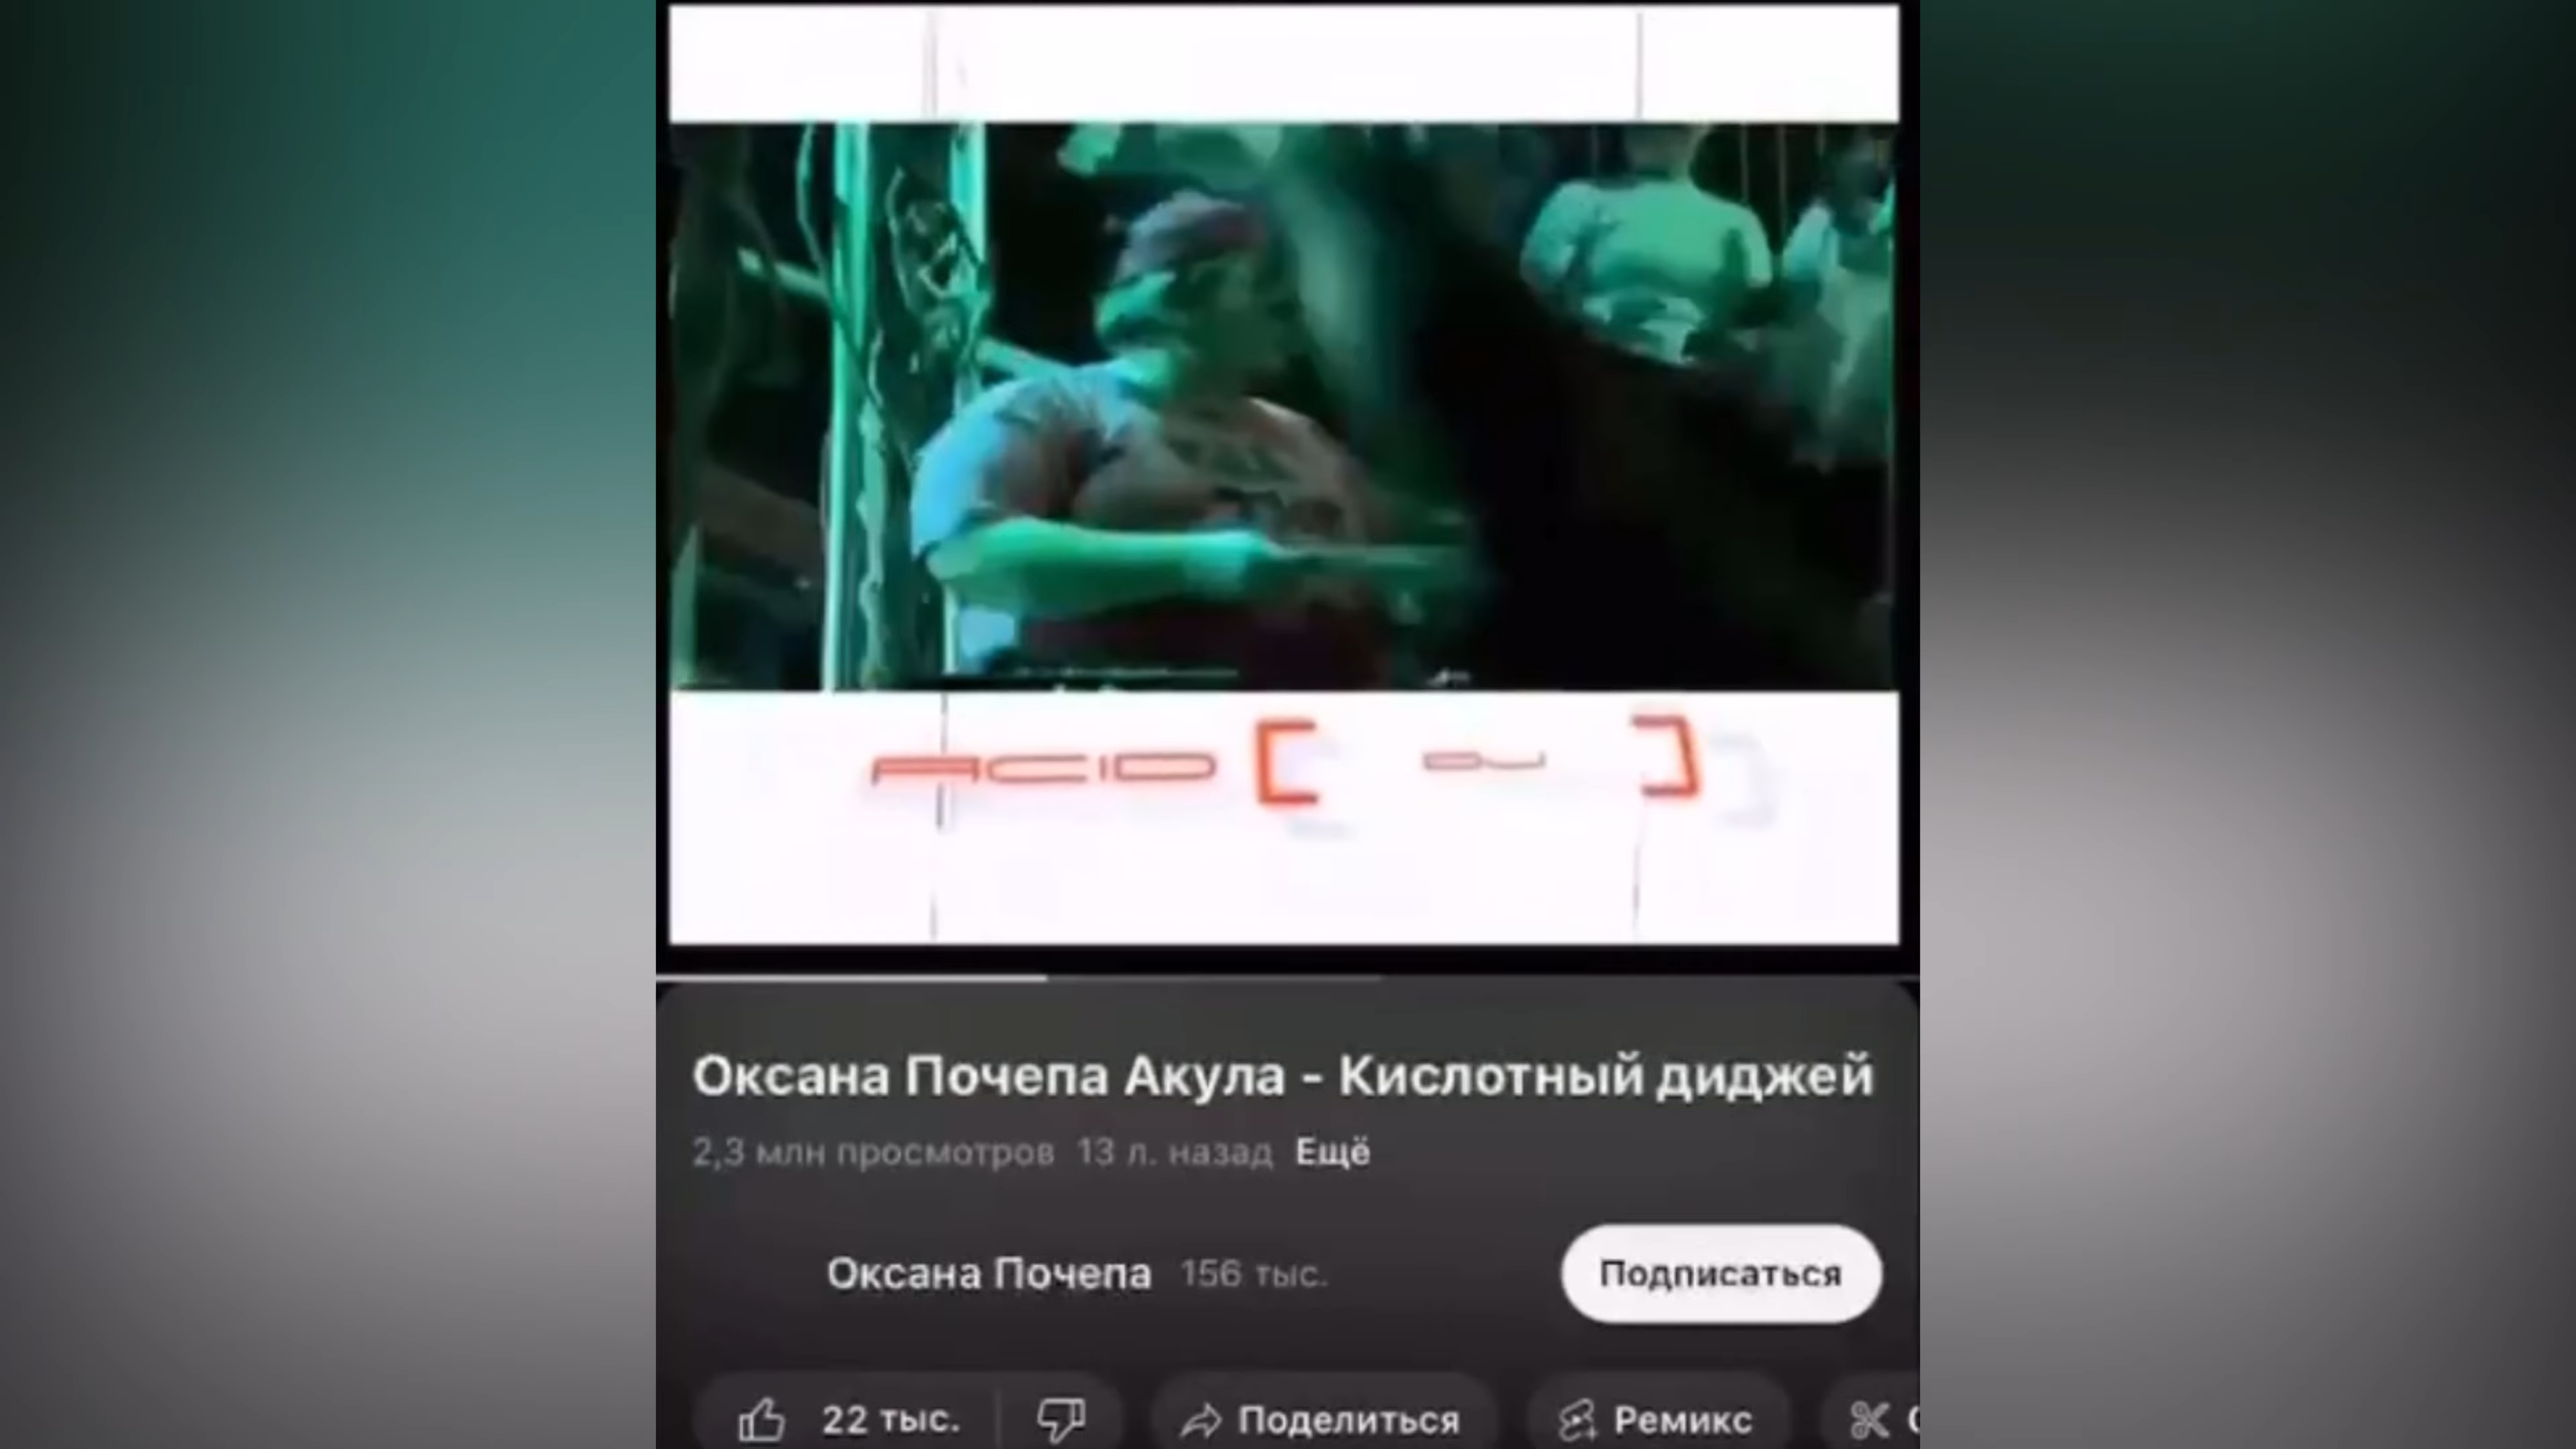 ACID [ DJ ]
Оксана Почепа Акула - Кислотный диджей
2,3 млн просмотров 13 л. назад Ещё
Оксана Почепа 156 тыс. Подписаться
22 тыс. Поделиться Ремикс